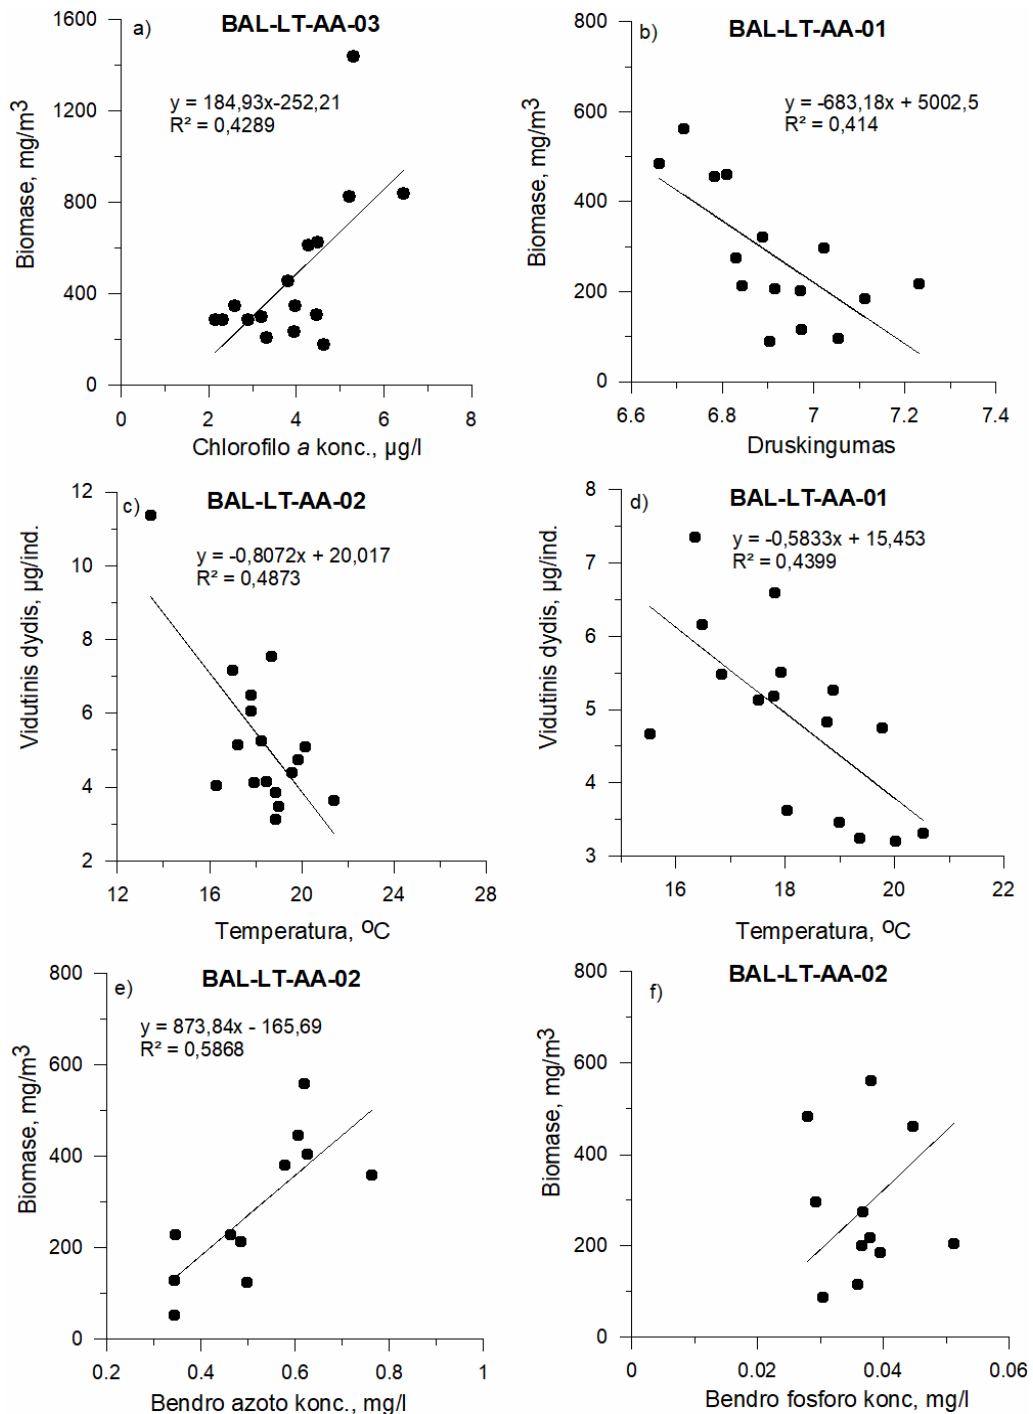 a) BAL-LT-AA-03
y = 184,93x-252,21
R² = 0,4289
Biomase, mg/m³
1600
1200
800
400
0
0 2 4 6 8
Chlorofilo a konc., µg/l
b) BAL-LT-AA-01
y = -683,18x + 5002,5
R² = 0,414
Biomase, mg/m³
800
600
400
200
0
6.6 6.8 7 7.2 7.4
Druskingumas
c) BAL-LT-AA-02
y = -0,8072x + 20,017
R² = 0,4873
Vidutinis dydis, µg/ind.
12
10
8
6
4
2
12 16 20 24 28
Temperatura, ºC
d) BAL-LT-AA-01
y = -0,5833x + 15,453
R² = 0,4399
Vidutinis dydis, µg/ind.
8
7
6
5
4
3
16 18 20 22
Temperatura, ºC
e) BAL-LT-AA-02
y = 873,84x - 165,69
R² = 0,5868
Biomase, mg/m³
800
600
400
200
0
0.2 0.4 0.6 0.8 1
Bendro azoto konc., mg/l
f) BAL-LT-AA-02
Biomase, mg/m³
800
600
400
200
0
0 0.02 0.04 0.06
Bendro fosforo konc, mg/l